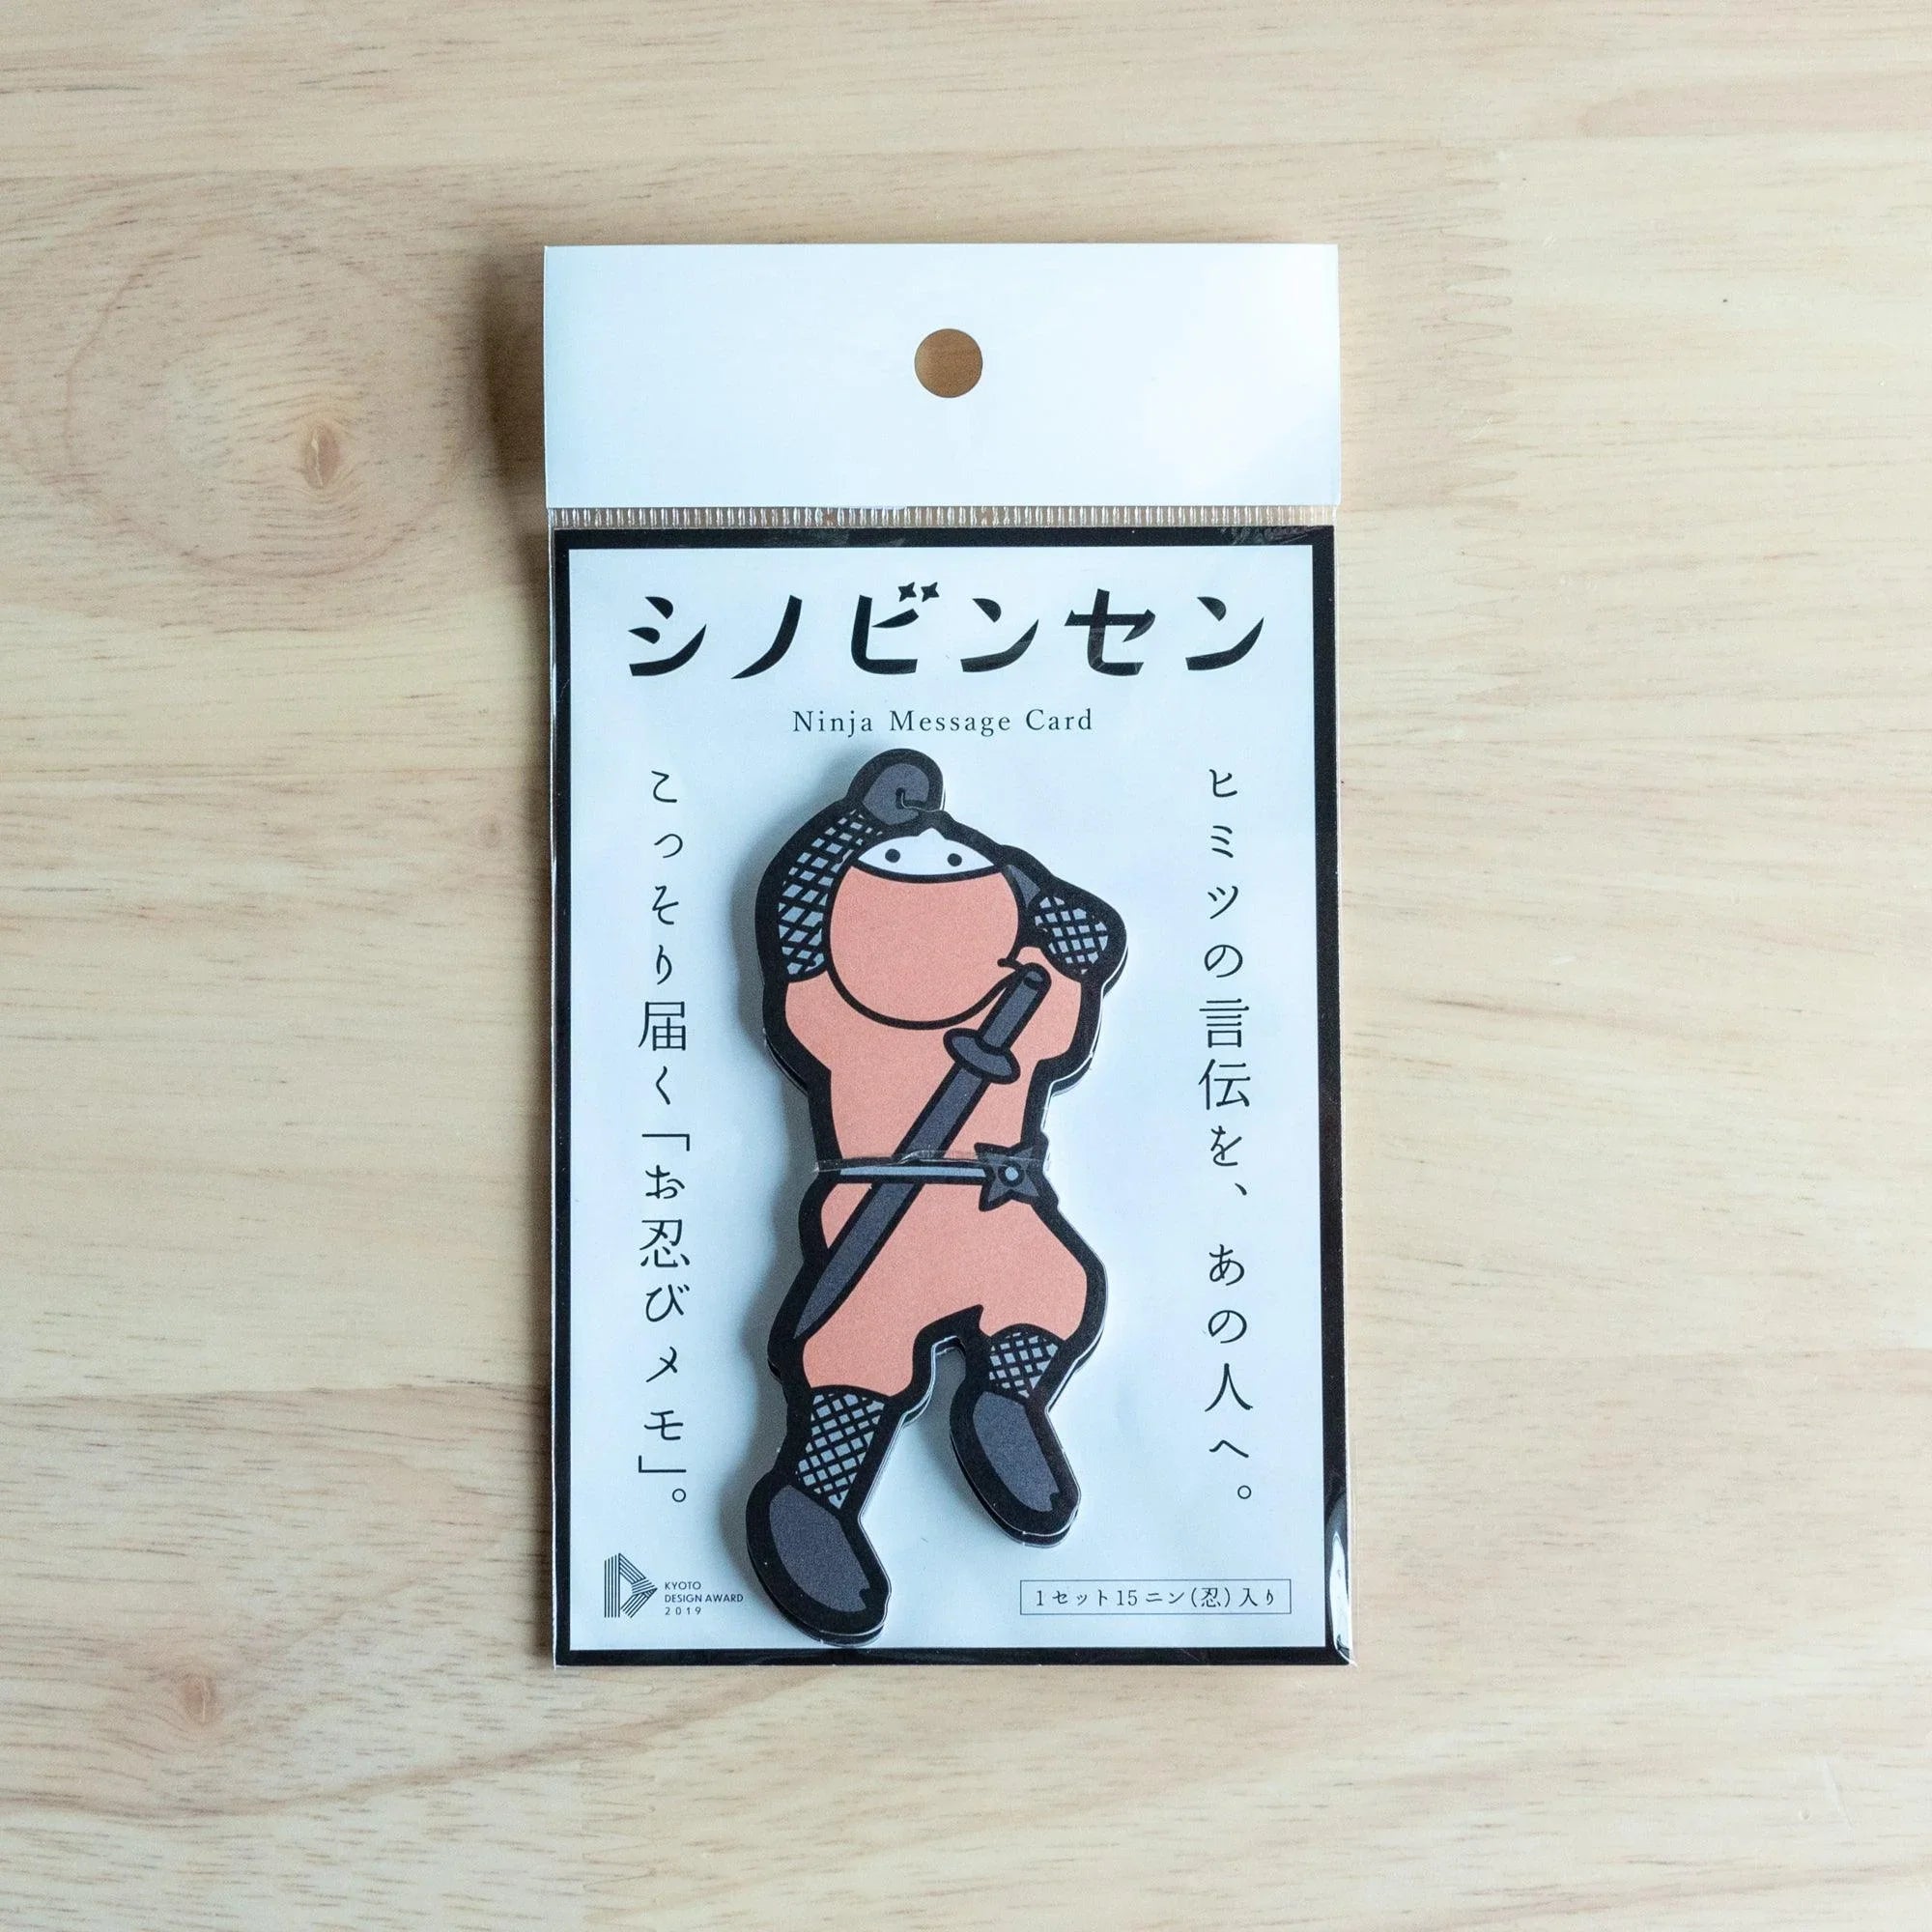 シノビンセン
Ninja Message Card
ヒミツの言伝を、あの人へ。
こっそり届く「お忍びメモ」。
KYOTO
DESIGN AWARD
2019
1セット15ニン(忍)入り